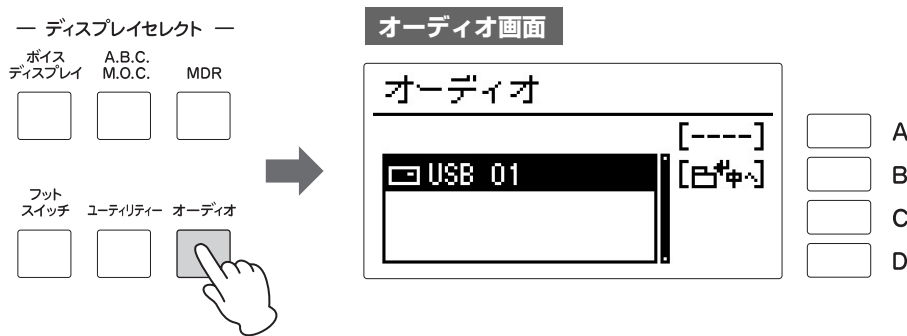 ― ディスプレイセレクト ―
ボイス
ディスプレイ
A.B.C.
M.O.C.
MDR
フット
スイッチ
ユーティリティー
オーディオ
オーディオ画面
オーディオ
[----]
USB 01
[中へ]
A
B
C
D